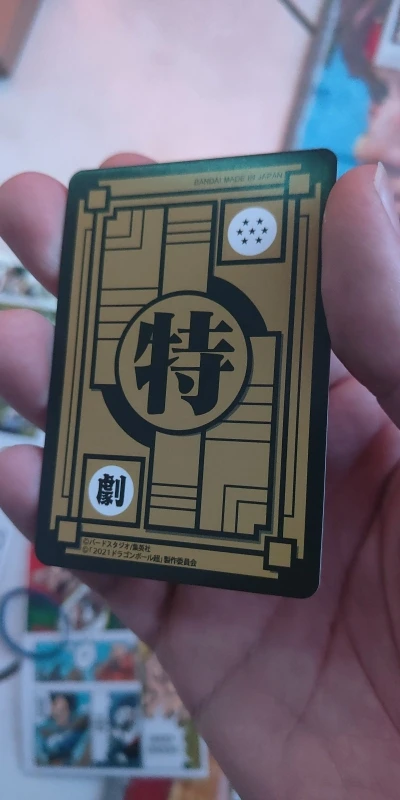 BANDAI MADE IN JAPAN
特
劇
©バードスタジオ/集英社
©「2021ドラゴンボール超」製作委員会